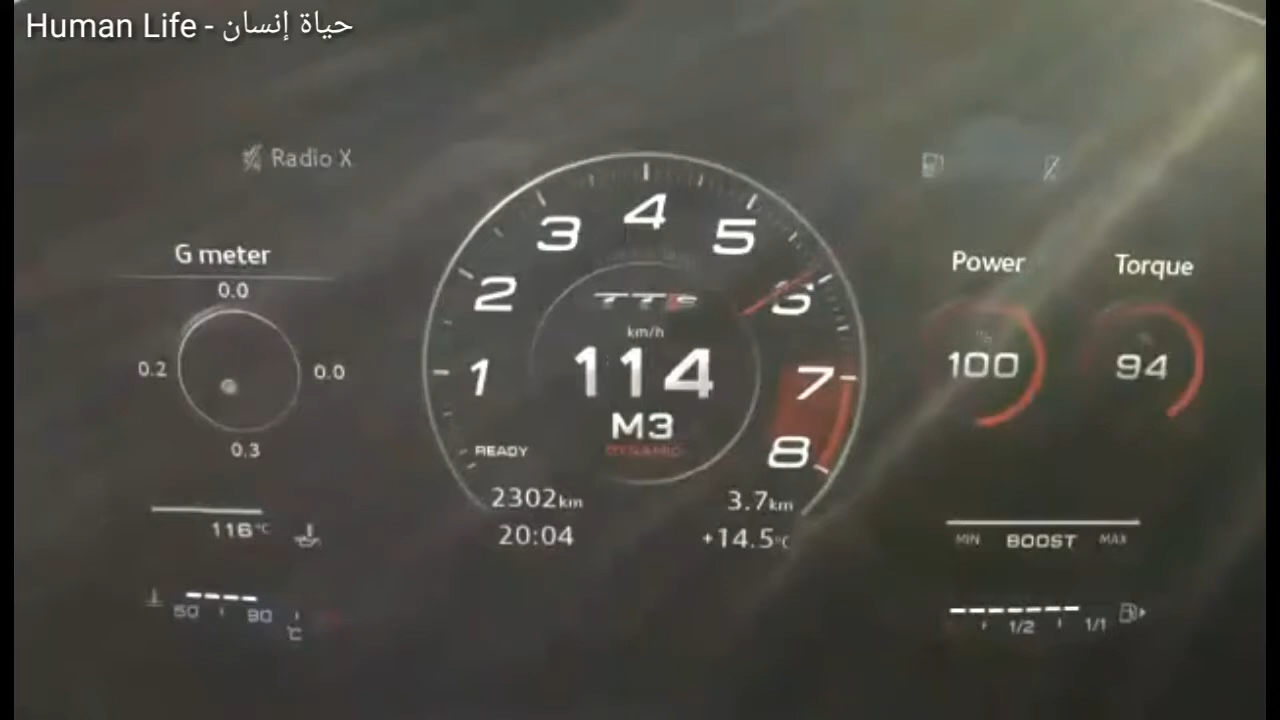 Human Life - حياة إنسان
Radio X
G meter
0.0
0.2
0.0
0.3
116°C
50 90
°C
1
2
3
4
5
6
7
8
TTS
km/h
114
M3
DYNAMIC
READY
2302km
3.7km
20:04
+14.5°C
Power
Torque
%
100
94
MIN BOOST MAX
1/2 1/1